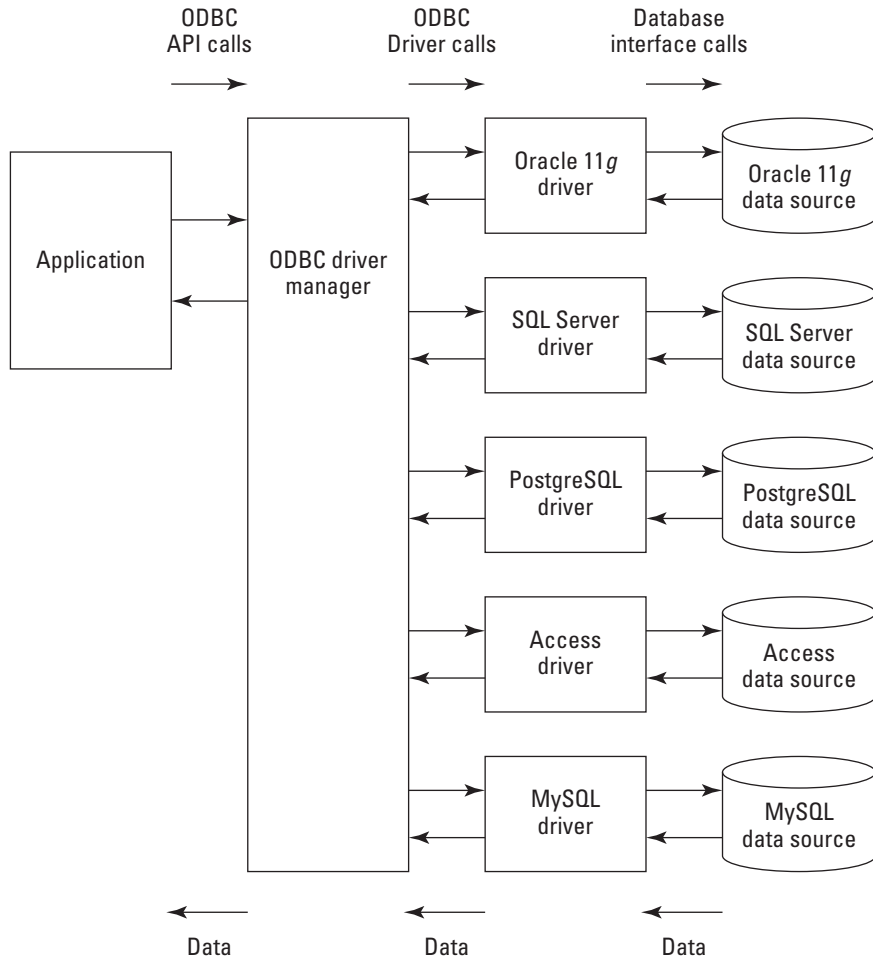 ODBC
API calls
ODBC
Driver calls
Database
interface calls
Application
ODBC driver
manager
Oracle 11g
driver
Oracle 11g
data source
SQL Server
driver
SQL Server
data source
PostgreSQL
driver
PostgreSQL
data source
Access
driver
Access
data source
MySQL
driver
MySQL
data source
Data
Data
Data